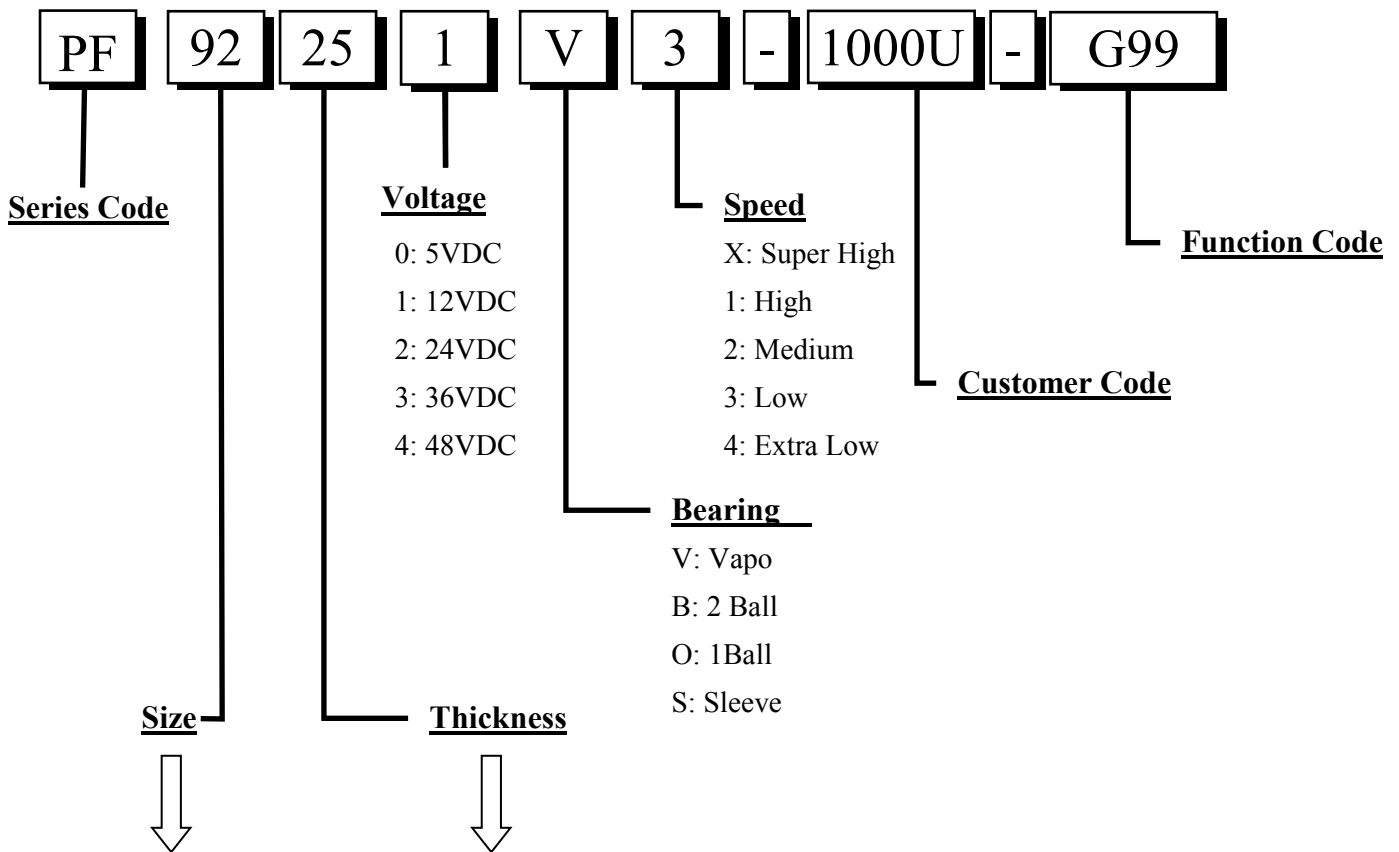 PF 92 25 1 V 3 - 1000U - G99
Series Code
Voltage
0: 5VDC
1: 12VDC
2: 24VDC
3: 36VDC
4: 48VDC
Speed
X: Super High
1: High
2: Medium
3: Low
4: Extra Low
Function Code
Customer Code
Bearing
V: Vapo
B: 2 Ball
O: 1Ball
S: Sleeve
Size
Thickness